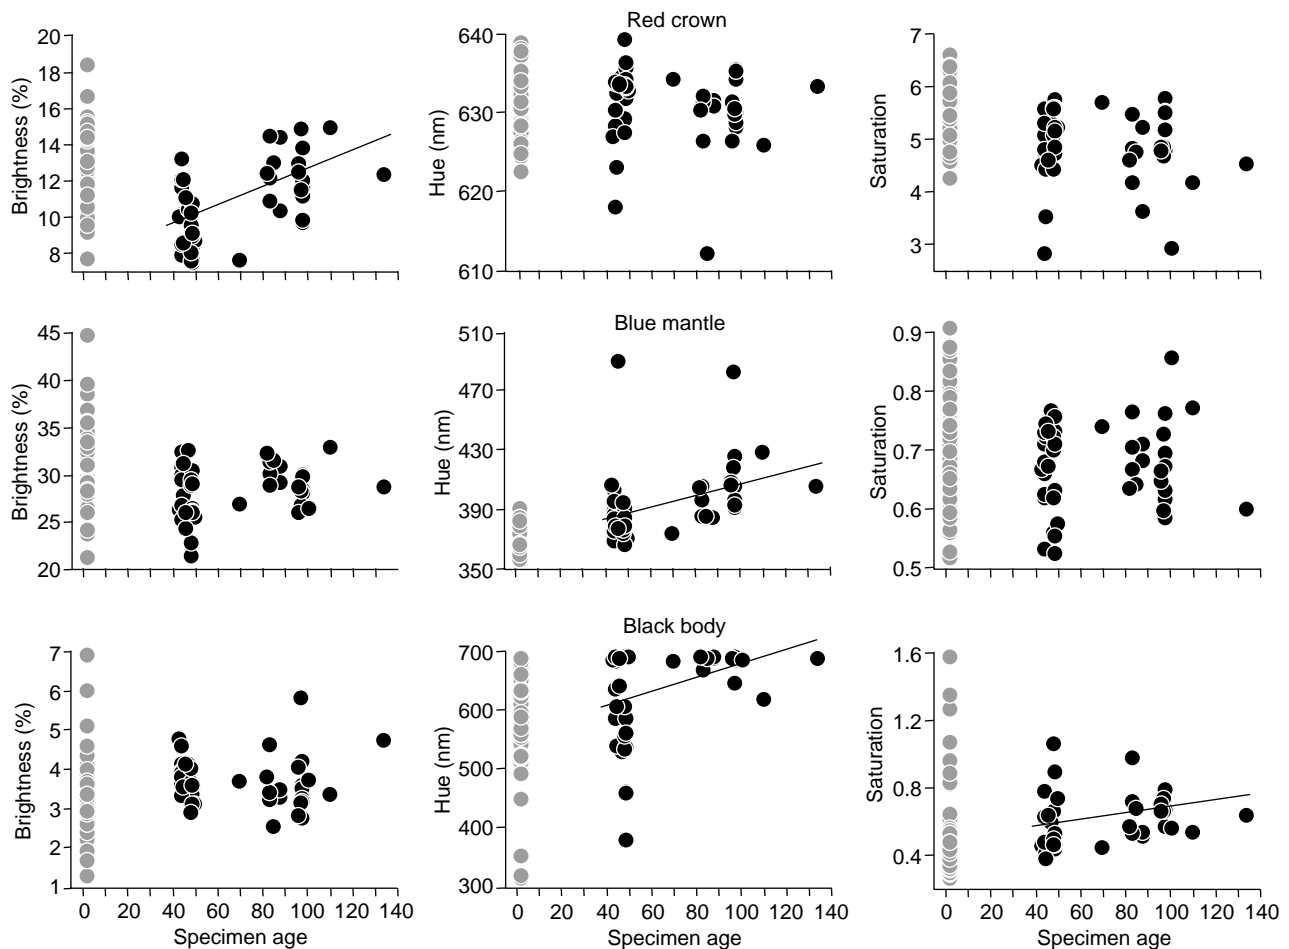 Red crown
Brightness (%)
20
18
16
14
12
10
8
Hue (nm)
640
630
620
610
Saturation
7
6
5
4
3
Blue mantle
Brightness (%)
45
40
35
30
25
20
Hue (nm)
510
470
430
390
350
Saturation
0.9
0.8
0.7
0.6
0.5
Black body
Brightness (%)
7
6
5
4
3
2
1
Hue (nm)
700
600
500
400
300
Saturation
1.6
1.2
0.8
0.4
0 20 40 60 80 100 120 140
0 20 40 60 80 100 120 140
0 20 40 60 80 100 120 140
Specimen age
Specimen age
Specimen age